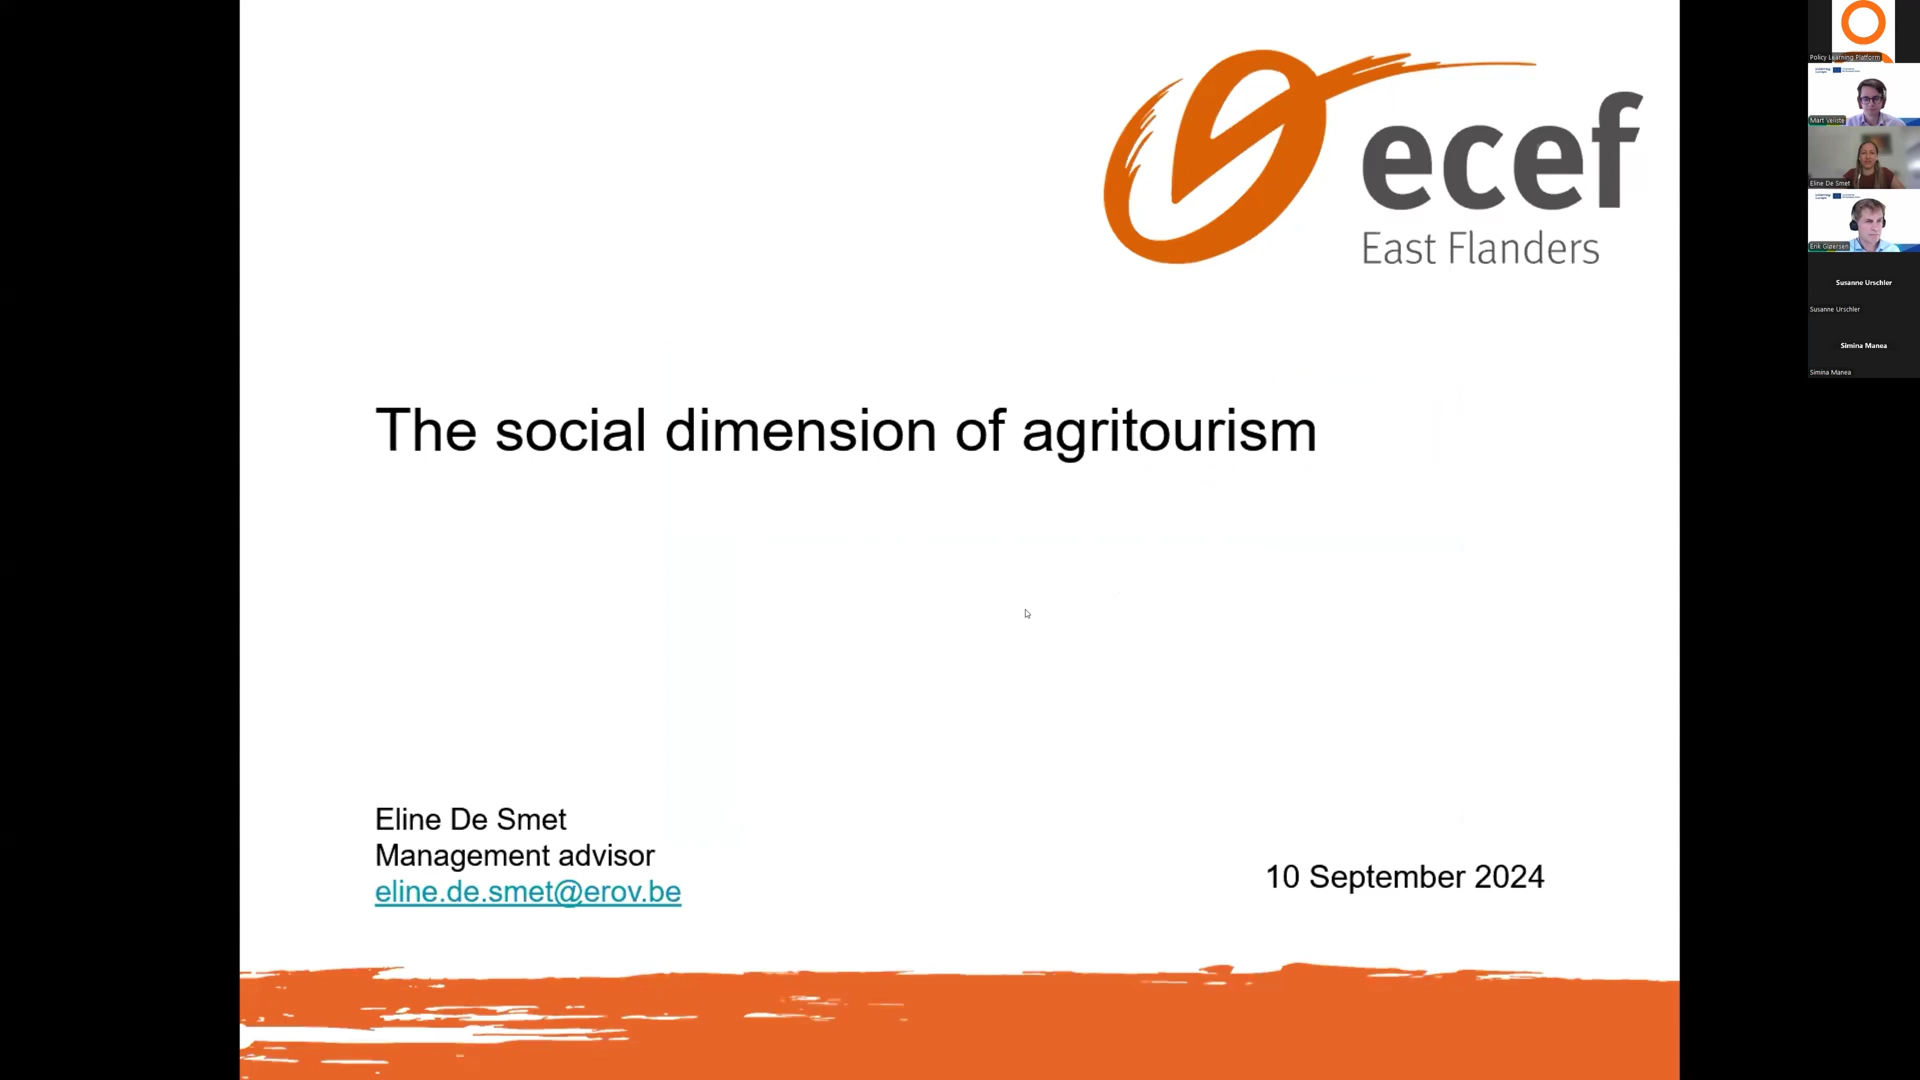 ecef
East Flanders
The social dimension of agritourism
Eline De Smet
Management advisor
eline.de.smet@erov.be
10 September 2024
Policy Learning Platform
Mart Veliste
Eline De Smet
Erik Gløersen
Susanne Urschler
Susanne Urschler
Simina Manea
Simina Manea